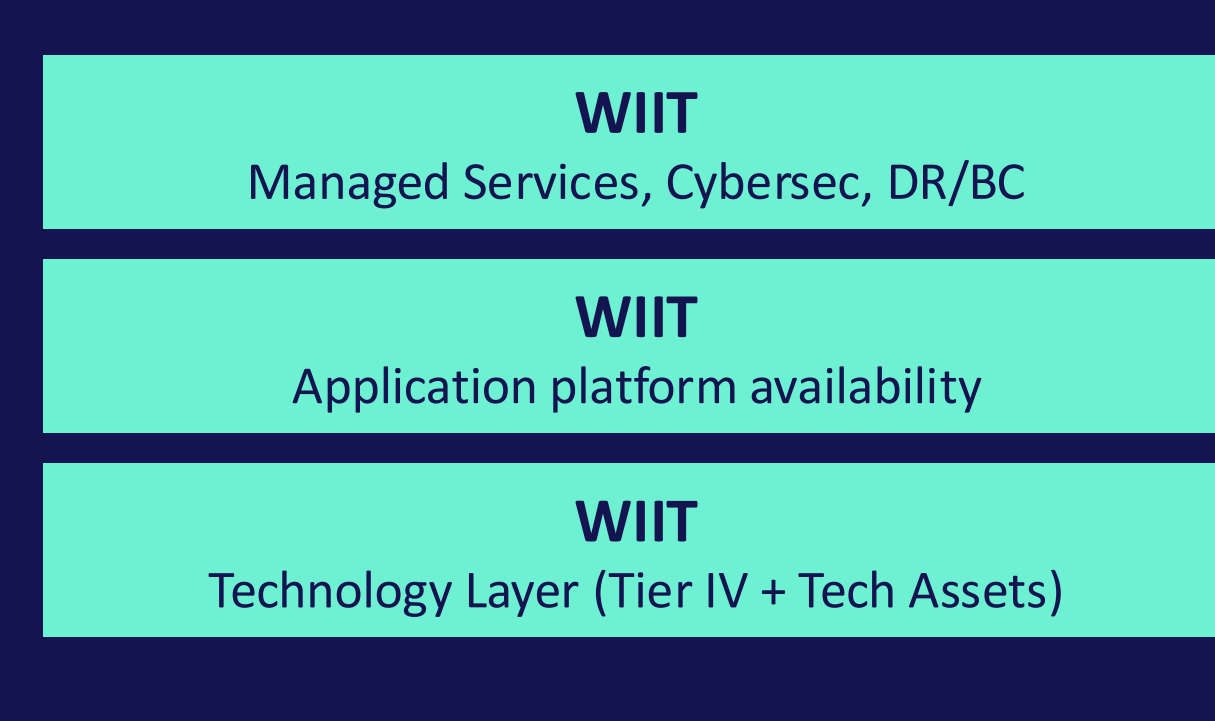 WIIT
Managed Services, Cybersec, DR/BC
WIIT
Application platform availability
WIIT
Technology Layer (Tier IV + Tech Assets)